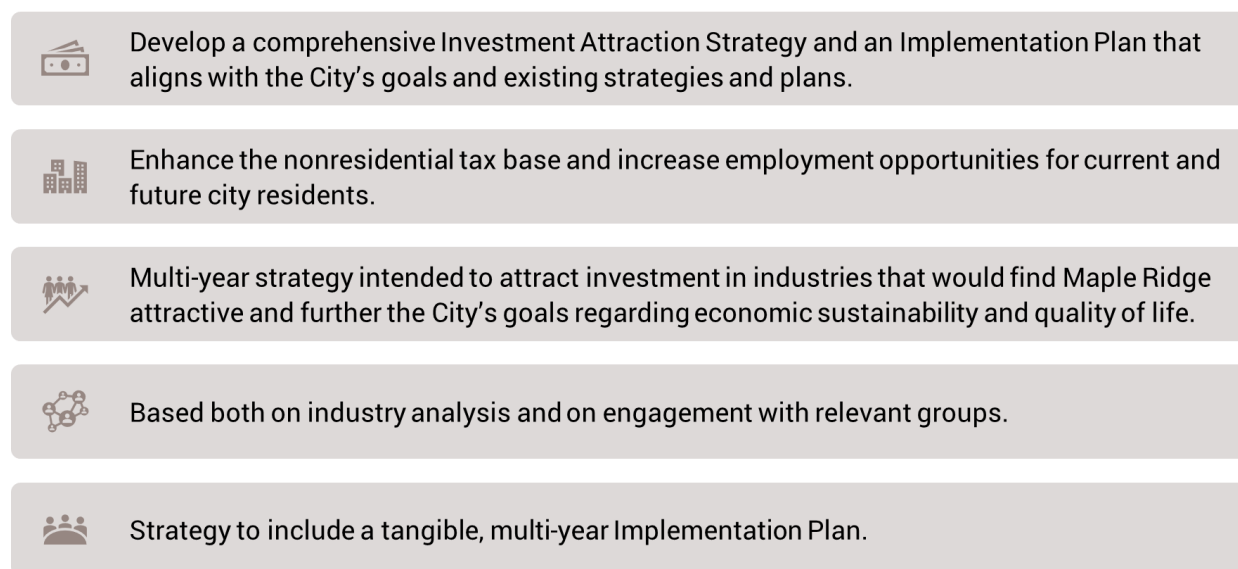 Develop a comprehensive Investment Attraction Strategy and an Implementation Plan that
aligns with the City's goals and existing strategies and plans.
Enhance the nonresidential tax base and increase employment opportunities for current and
future city residents.
Multi-year strategy intended to attract investment in industries that would find Maple Ridge
attractive and further the City's goals regarding economic sustainability and quality of life.
Based both on industry analysis and on engagement with relevant groups.
Strategy to include a tangible, multi-year Implementation Plan.